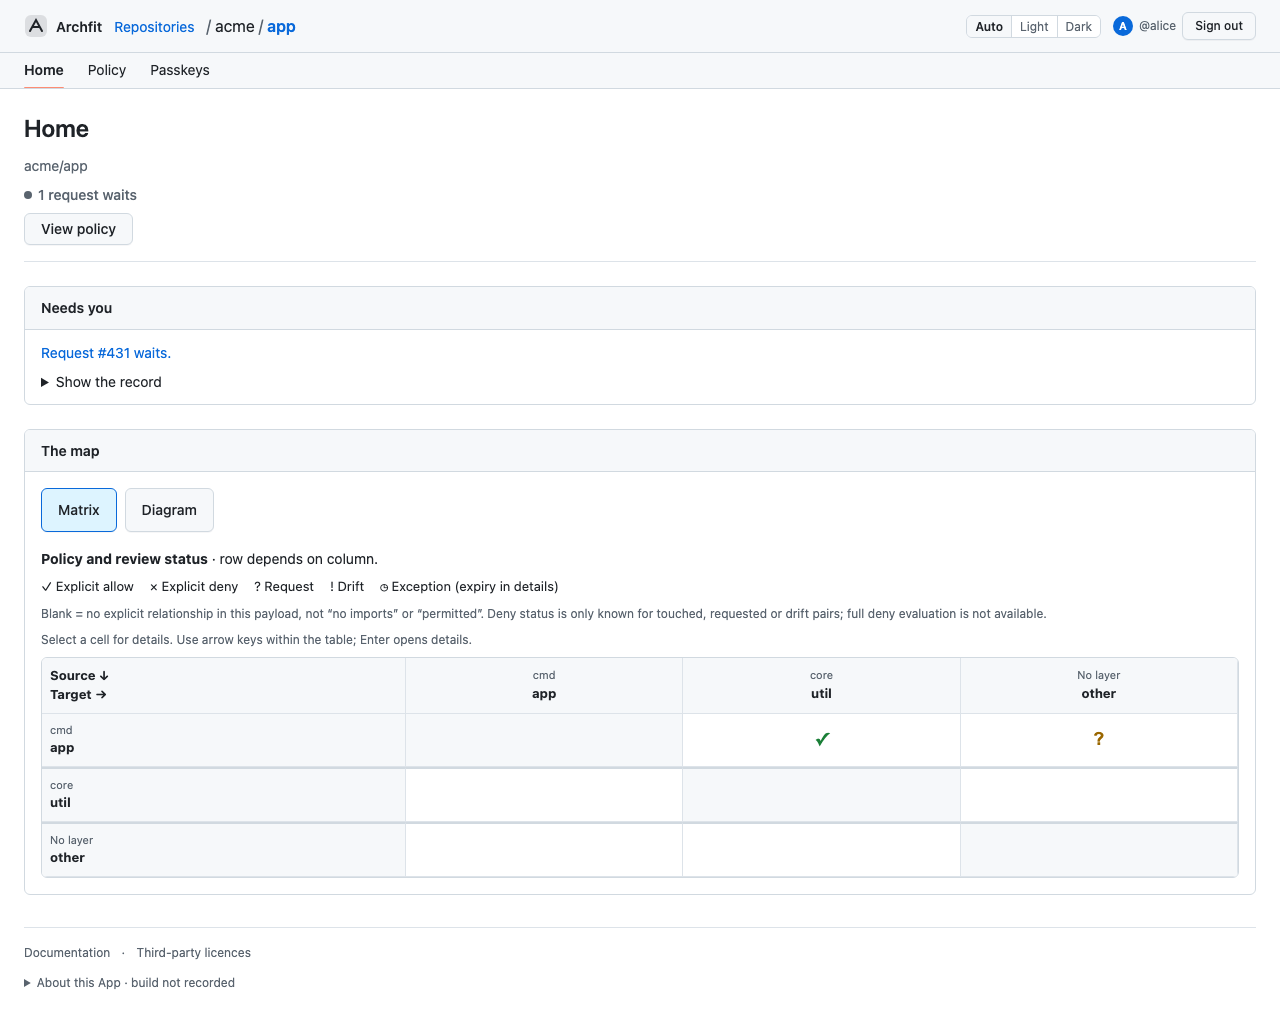 Archfit Repositories / acme / app Auto Light Dark A @alice Sign out
Home Policy Passkeys
Home
acme/app
1 request waits
View policy
Needs you
Request #431 waits.
Show the record
The map
Matrix Diagram
Policy and review status · row depends on column.
✓ Explicit allow × Explicit deny ? Request ! Drift ◷ Exception (expiry in details)
Blank = no explicit relationship in this payload, not “no imports” or “permitted”. Deny status is only known for touched, requested or drift pairs; full deny evaluation is not available.
Select a cell for details. Use arrow keys within the table; Enter opens details.
Source ↓
Target →
cmd
app
core
util
No layer
other
cmd
app
✓ ?
core
util
No layer
other
Documentation · Third-party licences
About this App · build not recorded